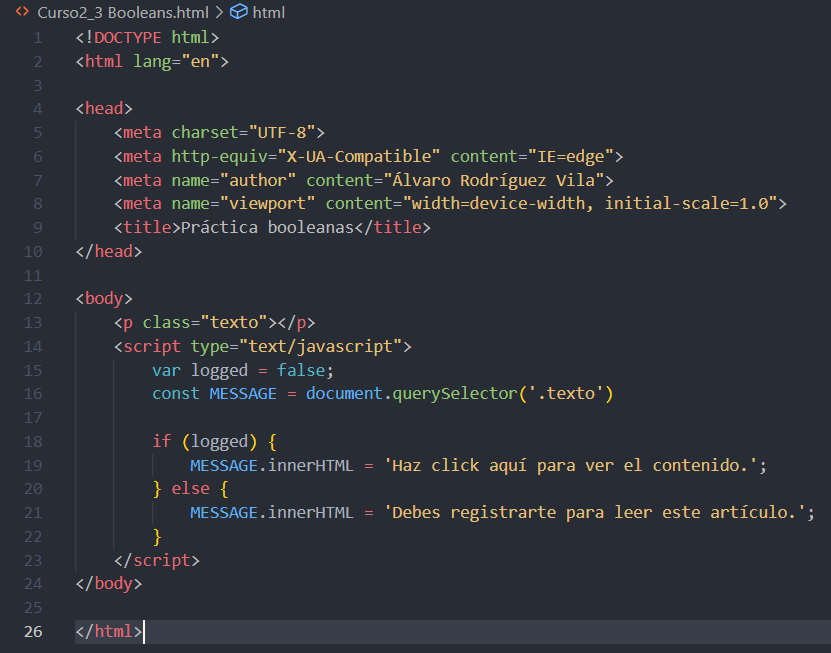 <> Curso2_3 Booleans.html > html
1 <!DOCTYPE html>
2 <html lang="en">
3
4 <head>
5     <meta charset="UTF-8">
6     <meta http-equiv="X-UA-Compatible" content="IE=edge">
7     <meta name="author" content="Álvaro Rodríguez Vila">
8     <meta name="viewport" content="width=device-width, initial-scale=1.0">
9     <title>Práctica booleanas</title>
10 </head>
11
12 <body>
13     <p class="texto"></p>
14     <script type="text/javascript">
15         var logged = false;
16         const MESSAGE = document.querySelector('.texto')
17
18         if (logged) {
19             MESSAGE.innerHTML = 'Haz click aquí para ver el contenido.';
20         } else {
21             MESSAGE.innerHTML = 'Debes registrarte para leer este artículo.';
22         }
23     </script>
24 </body>
25
26 </html>